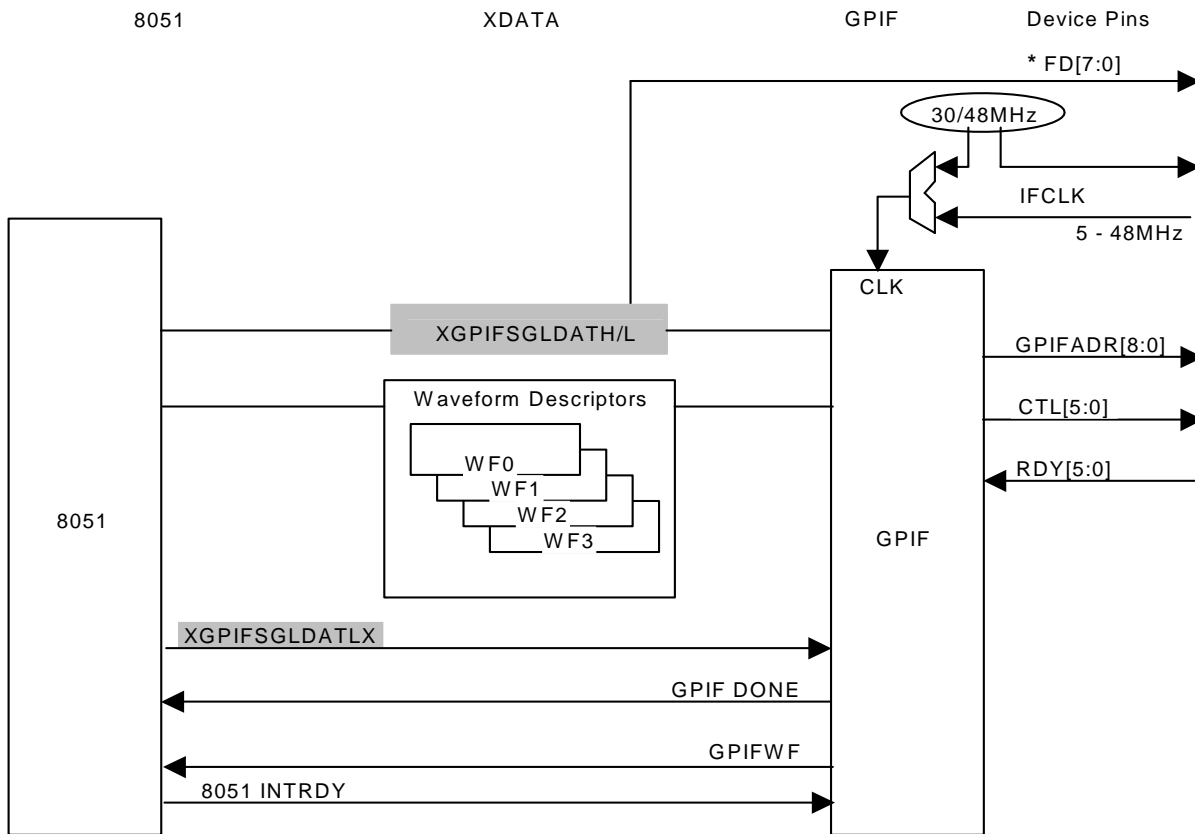 8051 XDATA GPIF Device Pins
* FD[7:0]
30/48MHz
IFCLK
5 - 48MHz
CLK
XGPIFSGLDATH/L
GPIFADR[8:0]
Waveform Descriptors
CTL[5:0]
WF0
RDY[5:0]
WF1
WF2
8051
WF3
GPIF
XGPIFSGLDATLX
GPIF DONE
GPIFWF
8051 INTRDY